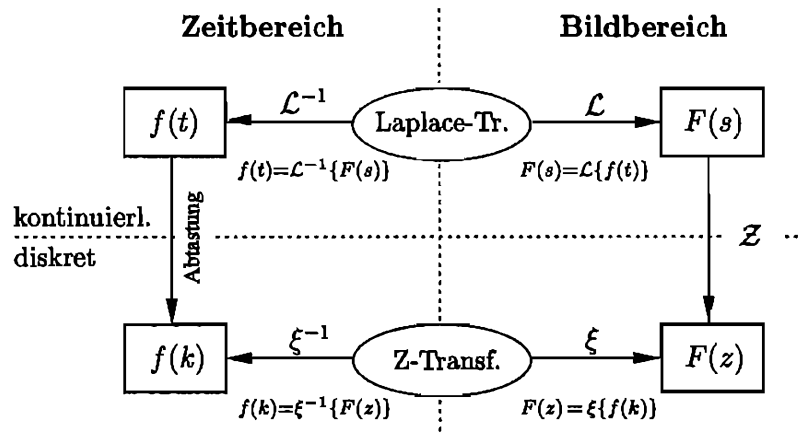 Zeitbereich Bildbereich
f(t) ℒ⁻¹ Laplace-Tr. ℒ F(s)
f(t)=ℒ⁻¹{F(s)} F(s)=ℒ{f(t)}
kontinuierl.
Abtastung
𝒵
diskret
f(k) ξ⁻¹ Z-Transf. ξ F(z)
f(k)=ξ⁻¹{F(z)} F(z)=ξ{f(k)}